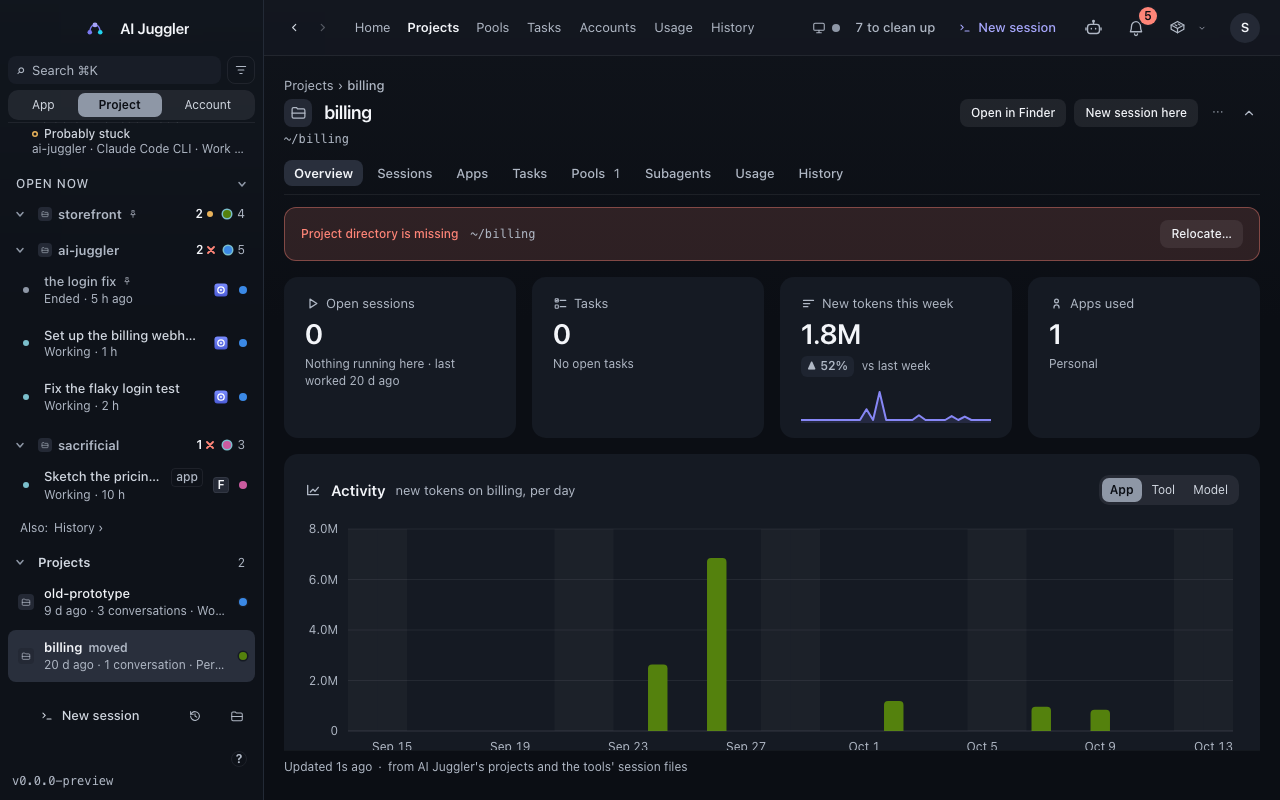 AI Juggler
Search ⌘K
App Project Account
Probably stuck
ai-juggler · Claude Code CLI · Work ...
OPEN NOW
storefront 2 4
ai-juggler 2 5
the login fix
Ended · 5 h ago
Set up the billing webh...
Working · 1 h
Fix the flaky login test
Working · 2 h
sacrificial 1 3
Sketch the pricin... app F
Working · 10 h
Also: History ›
Projects 2
old-prototype
9 d ago · 3 conversations · Wo...
billing moved
20 d ago · 1 conversation · Per...
New session
?
v0.0.0-preview
Home Projects Pools Tasks Accounts Usage History
7 to clean up
New session
5
S
Projects › billing
billing
Open in Finder
New session here
~/billing
Overview Sessions Apps Tasks Pools 1 Subagents Usage History
Project directory is missing ~/billing
Relocate...
Open sessions
0
Nothing running here · last
worked 20 d ago
Tasks
0
No open tasks
New tokens this week
1.8M
▲ 52% vs last week
Apps used
1
Personal
Activity new tokens on billing, per day
App Tool Model
8.0M
6.0M
4.0M
2.0M
0
Sep 15 Sep 19 Sep 23 Sep 27 Oct 1 Oct 5 Oct 9 Oct 13
Updated 1s ago · from AI Juggler's projects and the tools' session files